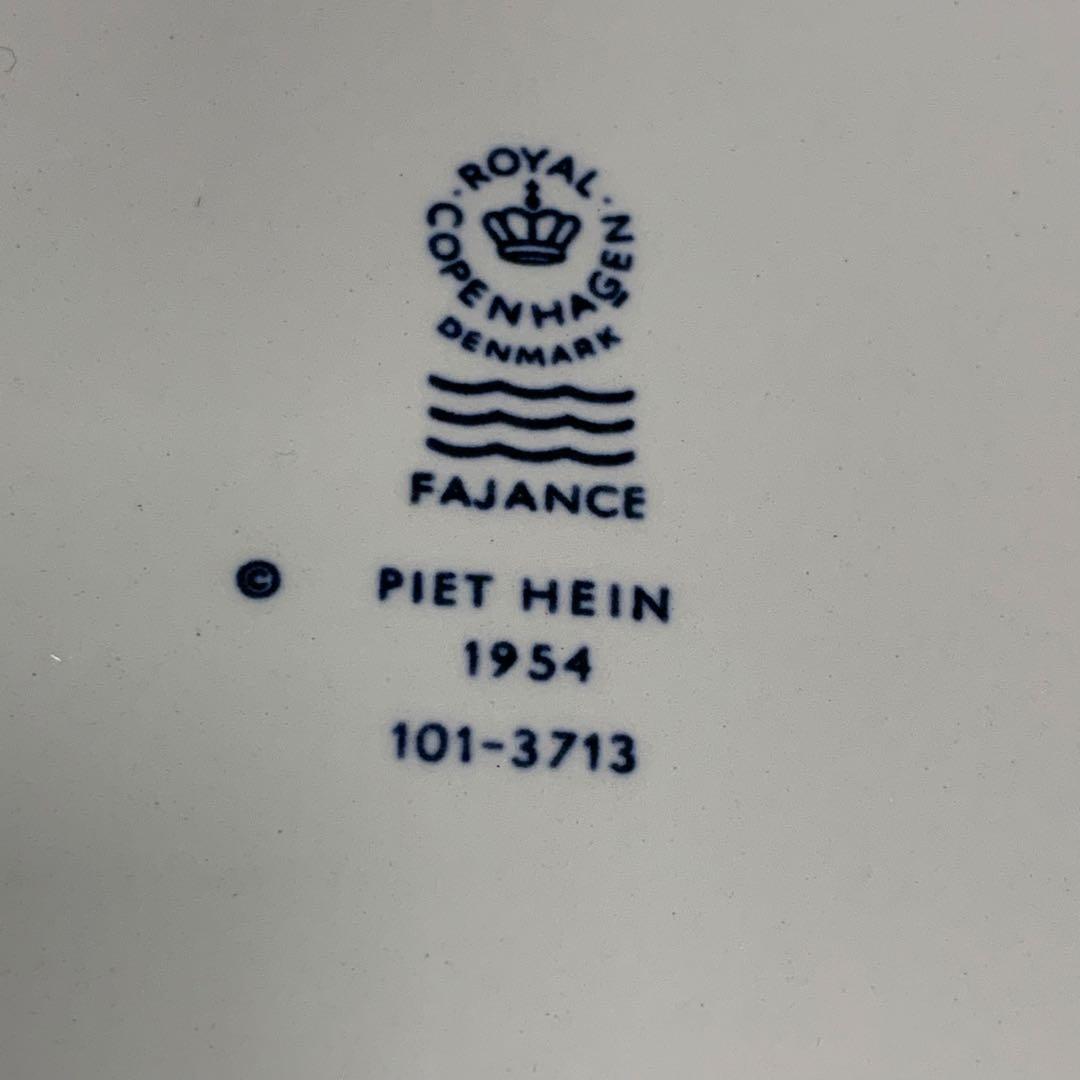 ROYAL
COPENHAGEN
DENMARK
FAJANCE
© PIET HEIN
1954
101-3713